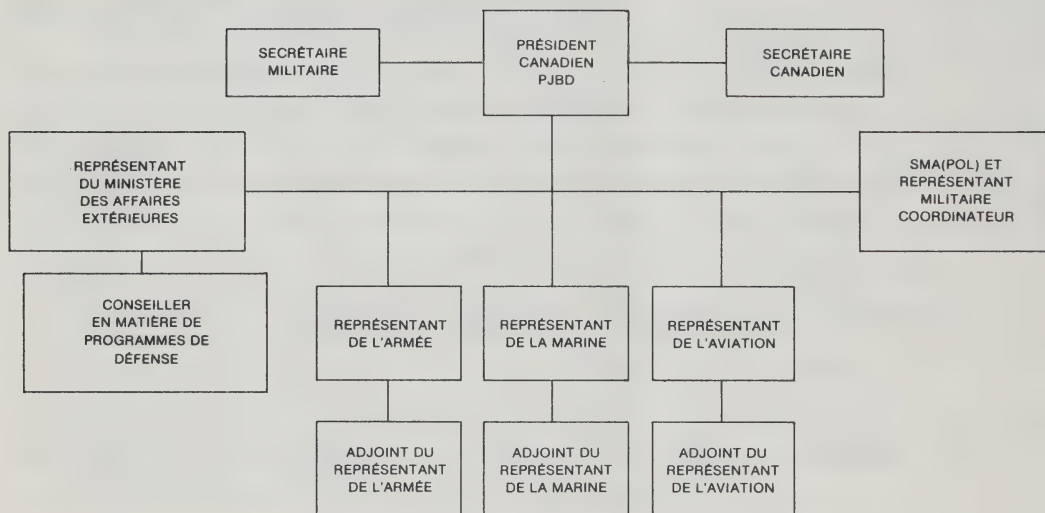 SECRÉTAIRE
MILITAIRE
PRÉSIDENT
CANADIEN
PJBD
SECRÉTAIRE
CANADIEN
REPRÉSENTANT
DU MINISTÈRE
DES AFFAIRES
EXTÉRIEURES
SMA(POL) ET
REPRÉSENTANT
MILITAIRE
COORDINATEUR
CONSEILLER
EN MATIÈRE DE
PROGRAMMES DE
DÉFENSE
REPRÉSENTANT
DE L'ARMÉE
REPRÉSENTANT
DE LA MARINE
REPRÉSENTANT
DE L'AVIATION
ADJOINT DU
REPRÉSENTANT
DE L'ARMÉE
ADJOINT DU
REPRÉSENTANT
DE LA MARINE
ADJOINT DU
REPRÉSENTANT
DE L'AVIATION